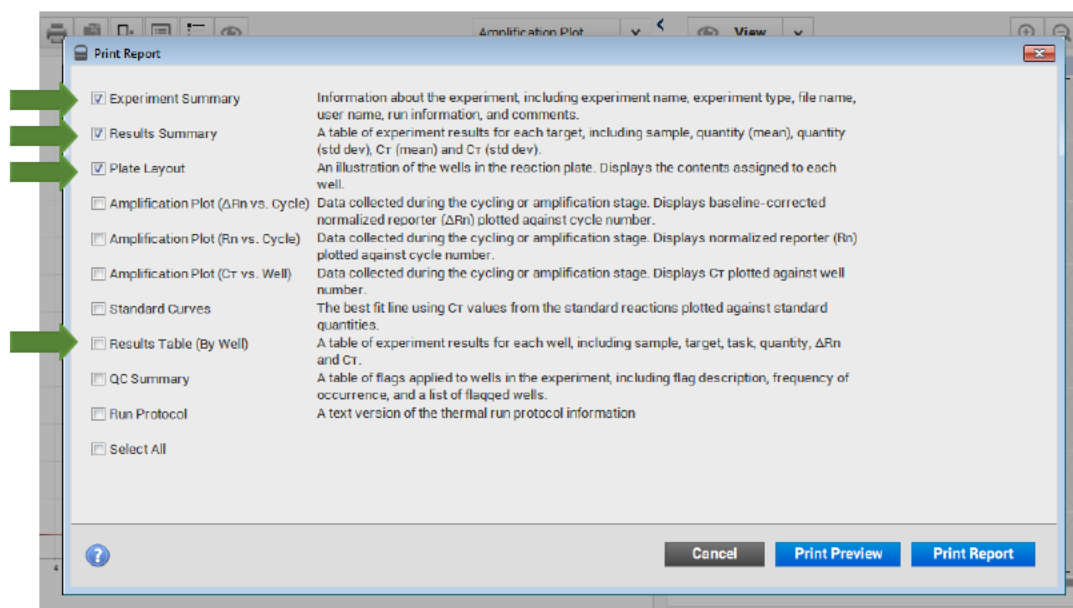 Amplification Plot
View
Print Report
Experiment Summary Information about the experiment, including experiment name, experiment type, file name,
user name, run information, and comments.
Results Summary A table of experiment results for each target, including sample, quantity (mean), quantity
(std dev), Cᴛ (mean) and Cᴛ (std dev).
Plate Layout An illustration of the wells in the reaction plate. Displays the contents assigned to each
well.
Amplification Plot (ΔRn vs. Cycle) Data collected during the cycling or amplification stage. Displays baseline-corrected
normalized reporter (ΔRn) plotted against cycle number.
Amplification Plot (Rn vs. Cycle) Data collected during the cycling or amplification stage. Displays normalized reporter (Rn)
plotted against cycle number.
Amplification Plot (Cᴛ vs. Well) Data collected during the cycling or amplification stage. Displays Cᴛ plotted against well
number.
Standard Curves The best fit line using Cᴛ values from the standard reactions plotted against standard
quantities.
Results Table (By Well) A table of experiment results for each well, including sample, target, task, quantity, ΔRn
and Cᴛ.
QC Summary A table of flags applied to wells in the experiment, including flag description, frequency of
occurrence, and a list of flagged wells.
Run Protocol A text version of the thermal run protocol information
Select All
?
Cancel Print Preview Print Report
4